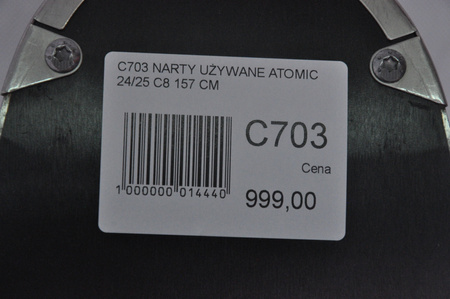 C703 NARTY UŻYWANE ATOMIC
24/25 C8 157 CM
C703
Cena
999,00
1 000000 014440